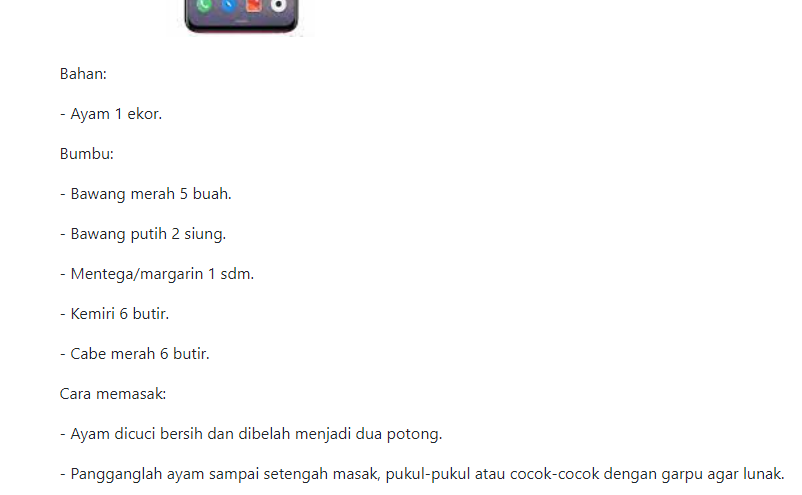 Bahan:
- Ayam 1 ekor.
Bumbu:
- Bawang merah 5 buah.
- Bawang putih 2 siung.
- Mentega/margarin 1 sdm.
- Kemiri 6 butir.
- Cabe merah 6 butir.
Cara memasak:
- Ayam dicuci bersih dan dibelah menjadi dua potong.
- Pangganglah ayam sampai setengah masak, pukul-pukul atau cocok-cocok dengan garpu agar lunak.